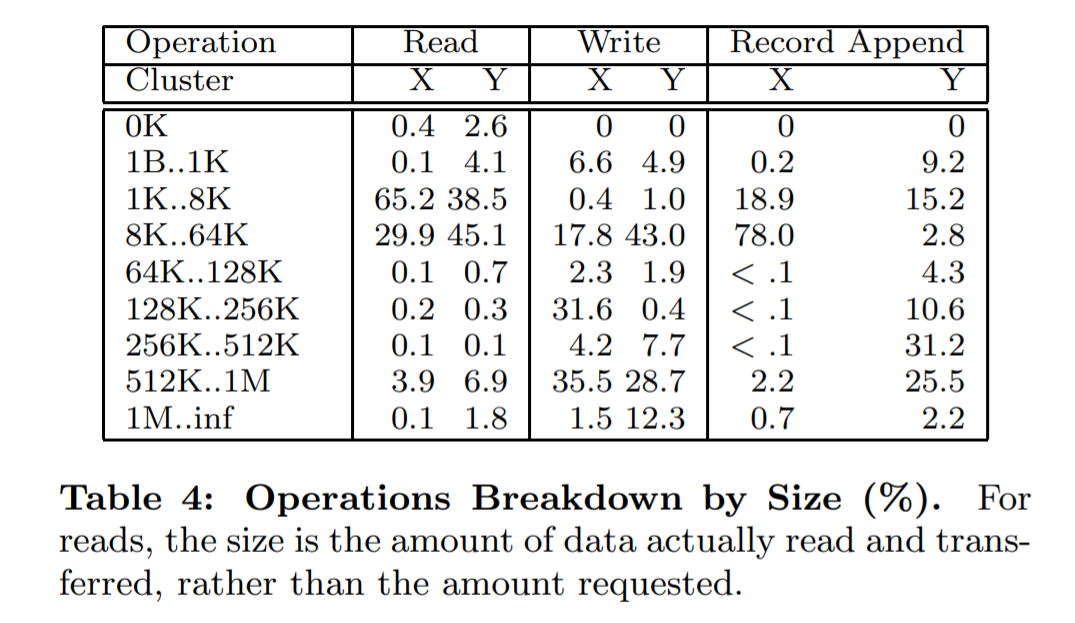 Operation Read Write Record Append
Cluster X Y X Y X Y
0K 0.4 2.6 0 0 0 0
1B..1K 0.1 4.1 6.6 4.9 0.2 9.2
1K..8K 65.2 38.5 0.4 1.0 18.9 15.2
8K..64K 29.9 45.1 17.8 43.0 78.0 2.8
64K..128K 0.1 0.7 2.3 1.9 < .1 4.3
128K..256K 0.2 0.3 31.6 0.4 < .1 10.6
256K..512K 0.1 0.1 4.2 7.7 < .1 31.2
512K..1M 3.9 6.9 35.5 28.7 2.2 25.5
1M..inf 0.1 1.8 1.5 12.3 0.7 2.2
Table 4: Operations Breakdown by Size (%). For
reads, the size is the amount of data actually read and trans-
ferred, rather than the amount requested.